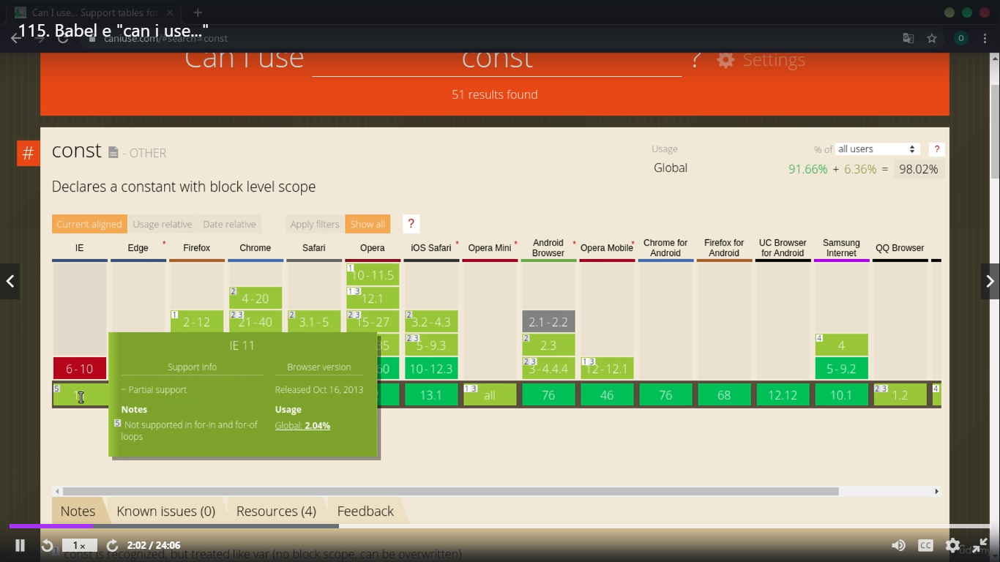 Can I use... Support tables for
115. Babel e "can i use..."
caniuse.com/#search=const
O
Can I use const ? Settings
51 results found
#
const - OTHER
Usage % of all users ?
Global 91.66% + 6.36% = 98.02%
Declares a constant with block level scope
Current aligned Usage relative Date relative Apply filters Show all ?
IE Edge * Firefox Chrome Safari Opera iOS Safari * Opera Mini * Android Browser * Opera Mobile * Chrome for Android Firefox for Android UC Browser for Android Samsung Internet QQ Browser
1 10-11.5
2 4-20 1 3 12.1
1 2-12 2 3 21-40 2 3.1-5 2 3 15-27 2 3.2-4.3 2.1-2.2
35 2 3 5-9.3 2 2.3 4 4
6-10 60 10-12.3 2 3 3-4.4.4 1 3 12-12.1 5-9.2
5 13.1 1 3 all 76 46 76 68 12.12 10.1 2 3 1.2 4
IE 11
Support info Browser version
~ Partial support Released Oct 16, 2013
Notes Usage
5 Not supported in for-in and for-of Global: 2.04%
loops
Notes Known issues (0) Resources (4) Feedback
1x 2:02 / 24:06 CC
1 const is recognized, but treated like var (no block scope, can be overwritten)